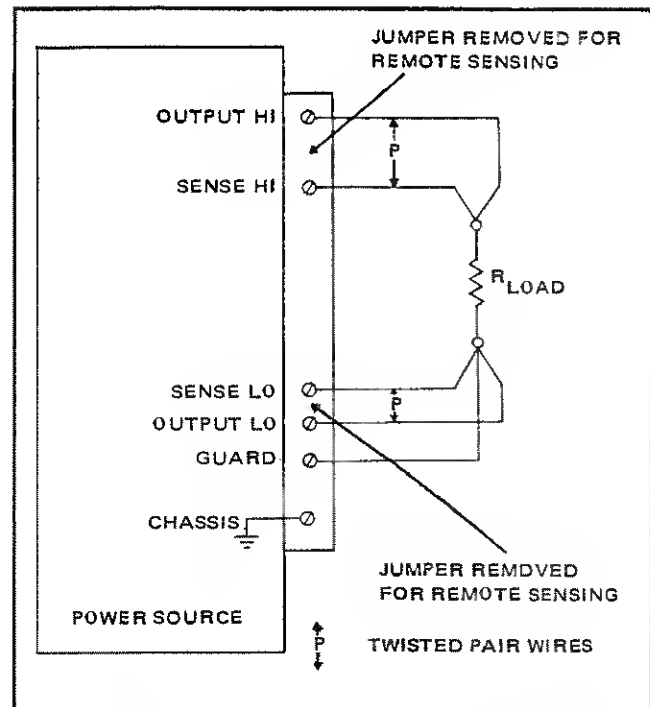 JUMPER REMOVED FOR
REMOTE SENSING
OUTPUT HI
P
SENSE HI
R LOAD
SENSE LO
P
OUTPUT LO
GUARD
CHASSIS
JUMPER REMDVED
FOR REMOTE SENSING
POWER SOURCE
P
TWISTED PAIR WIRES